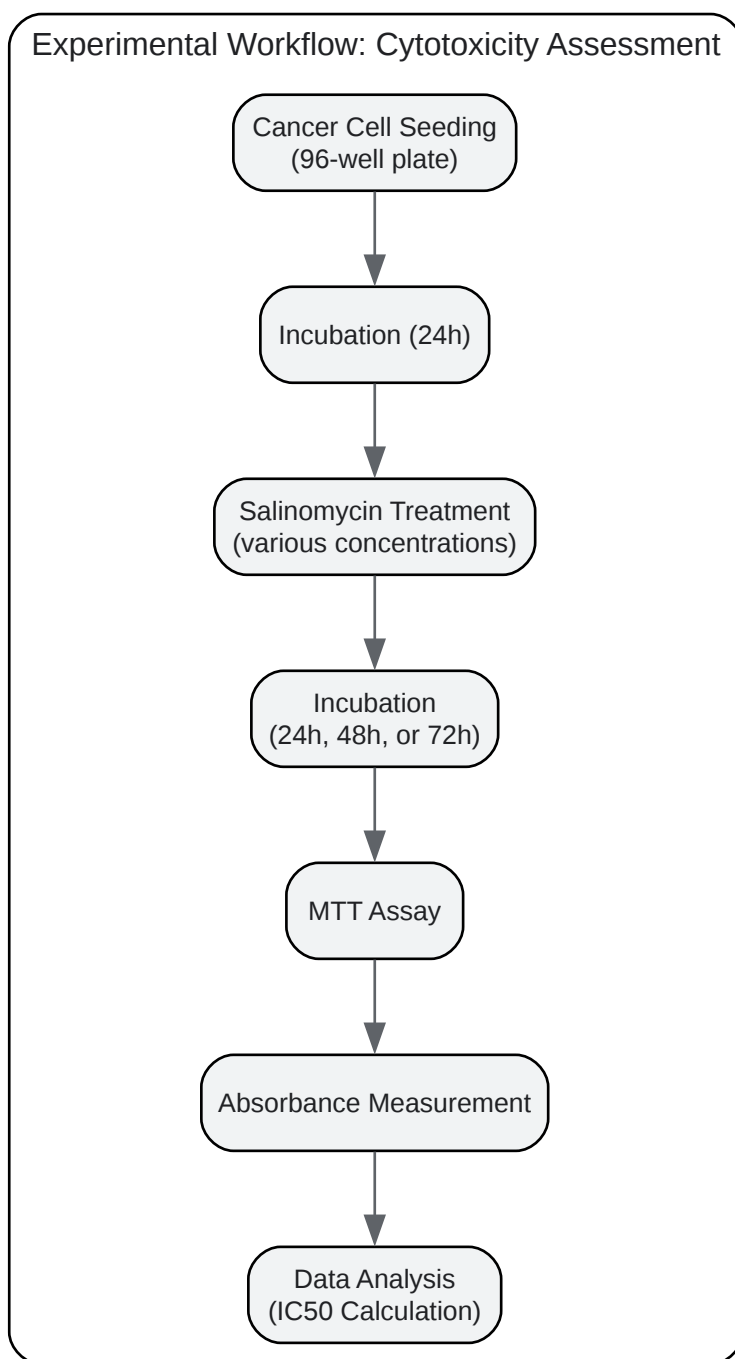 Experimental Workflow: Cytotoxicity Assessment
Cancer Cell Seeding
(96-well plate)
Incubation (24h)
Salinomycin Treatment
(various concentrations)
Incubation
(24h, 48h, or 72h)
MTT Assay
Absorbance Measurement
Data Analysis
(IC50 Calculation)